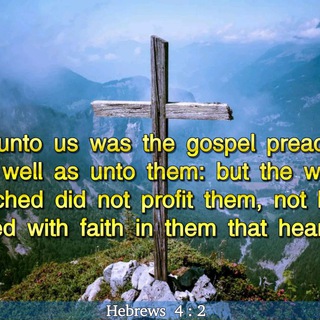 unto us was the gospel
well as unto them: but the
did not profit them, not
with faith in them that
Hebrews 4 : 2